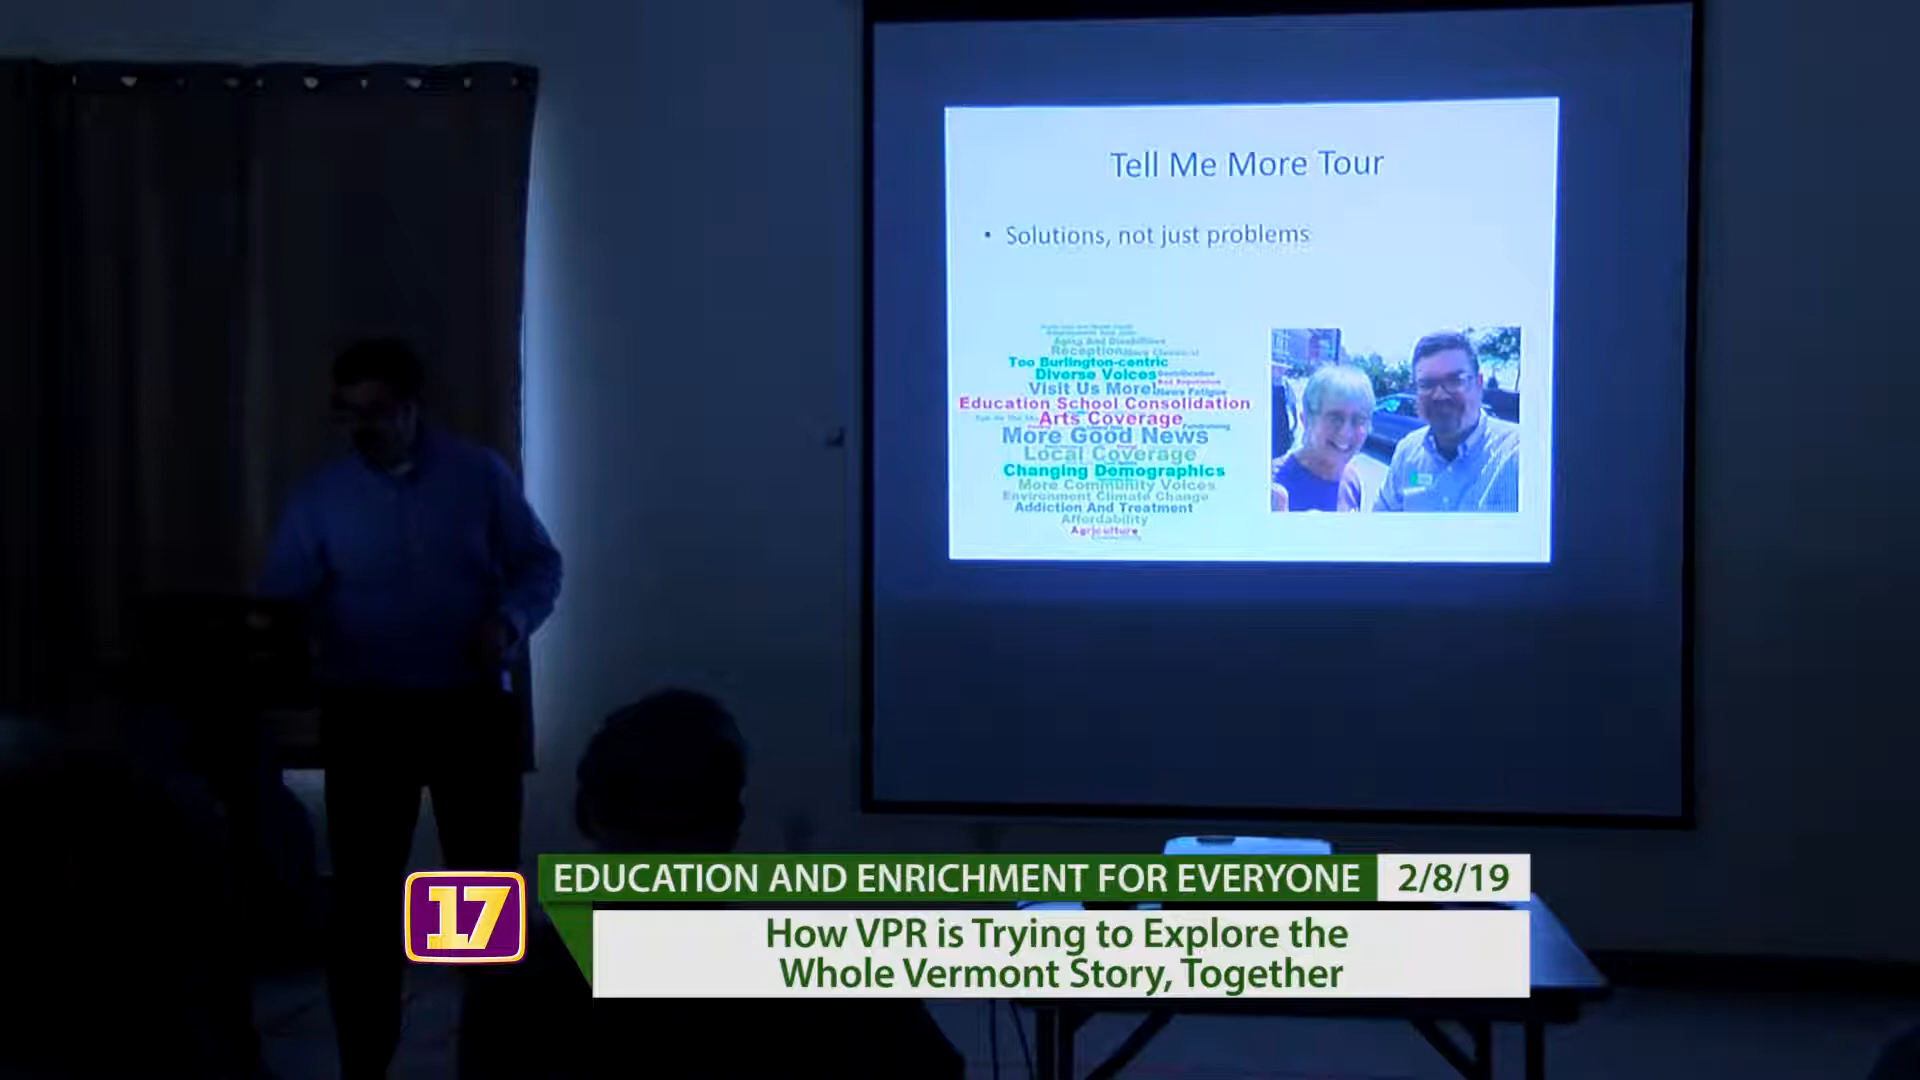 Tell Me More Tour
• Solutions, not just problems
Aging And Disabilities
Reception
Too Burlington-centric
Diverse Voices
Visit Us More!
News Fatigue
Education School Consolidation
Arts Coverage
Fundraising
More Good News
Local Coverage
Changing Demographics
More Community Voices
Environment Climate Change
Addiction And Treatment
Affordability
Agriculture
17
EDUCATION AND ENRICHMENT FOR EVERYONE 2/8/19
How VPR is Trying to Explore the
Whole Vermont Story, Together